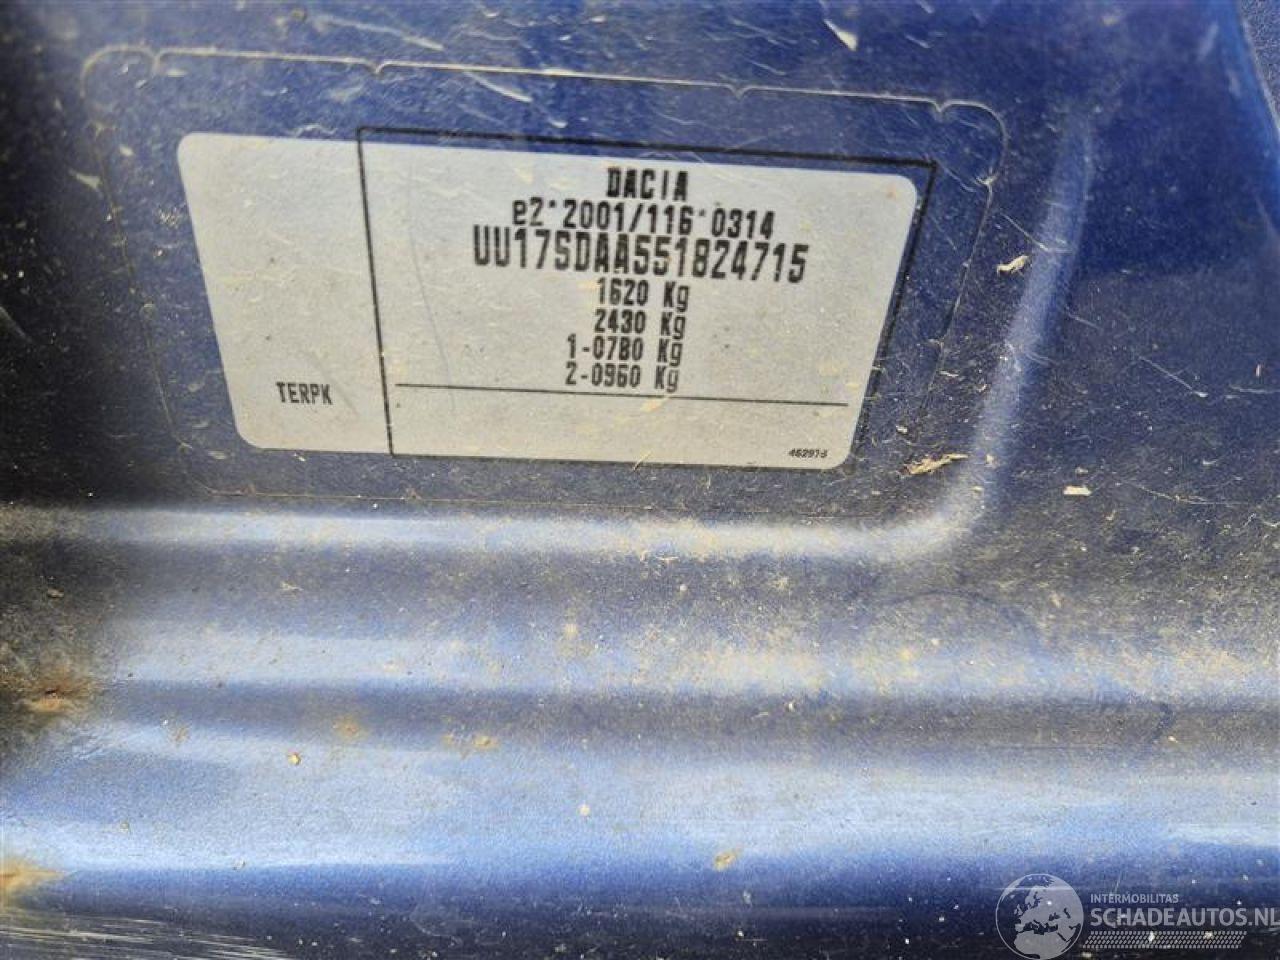 DACIA
e2*2001/116*0314
UU17SDAA551824715
1620 Kg
2430 Kg
1-0780 Kg
2-0960 Kg
TERPK
INTERMOBILITAS
SCHADEAUTOS.NL